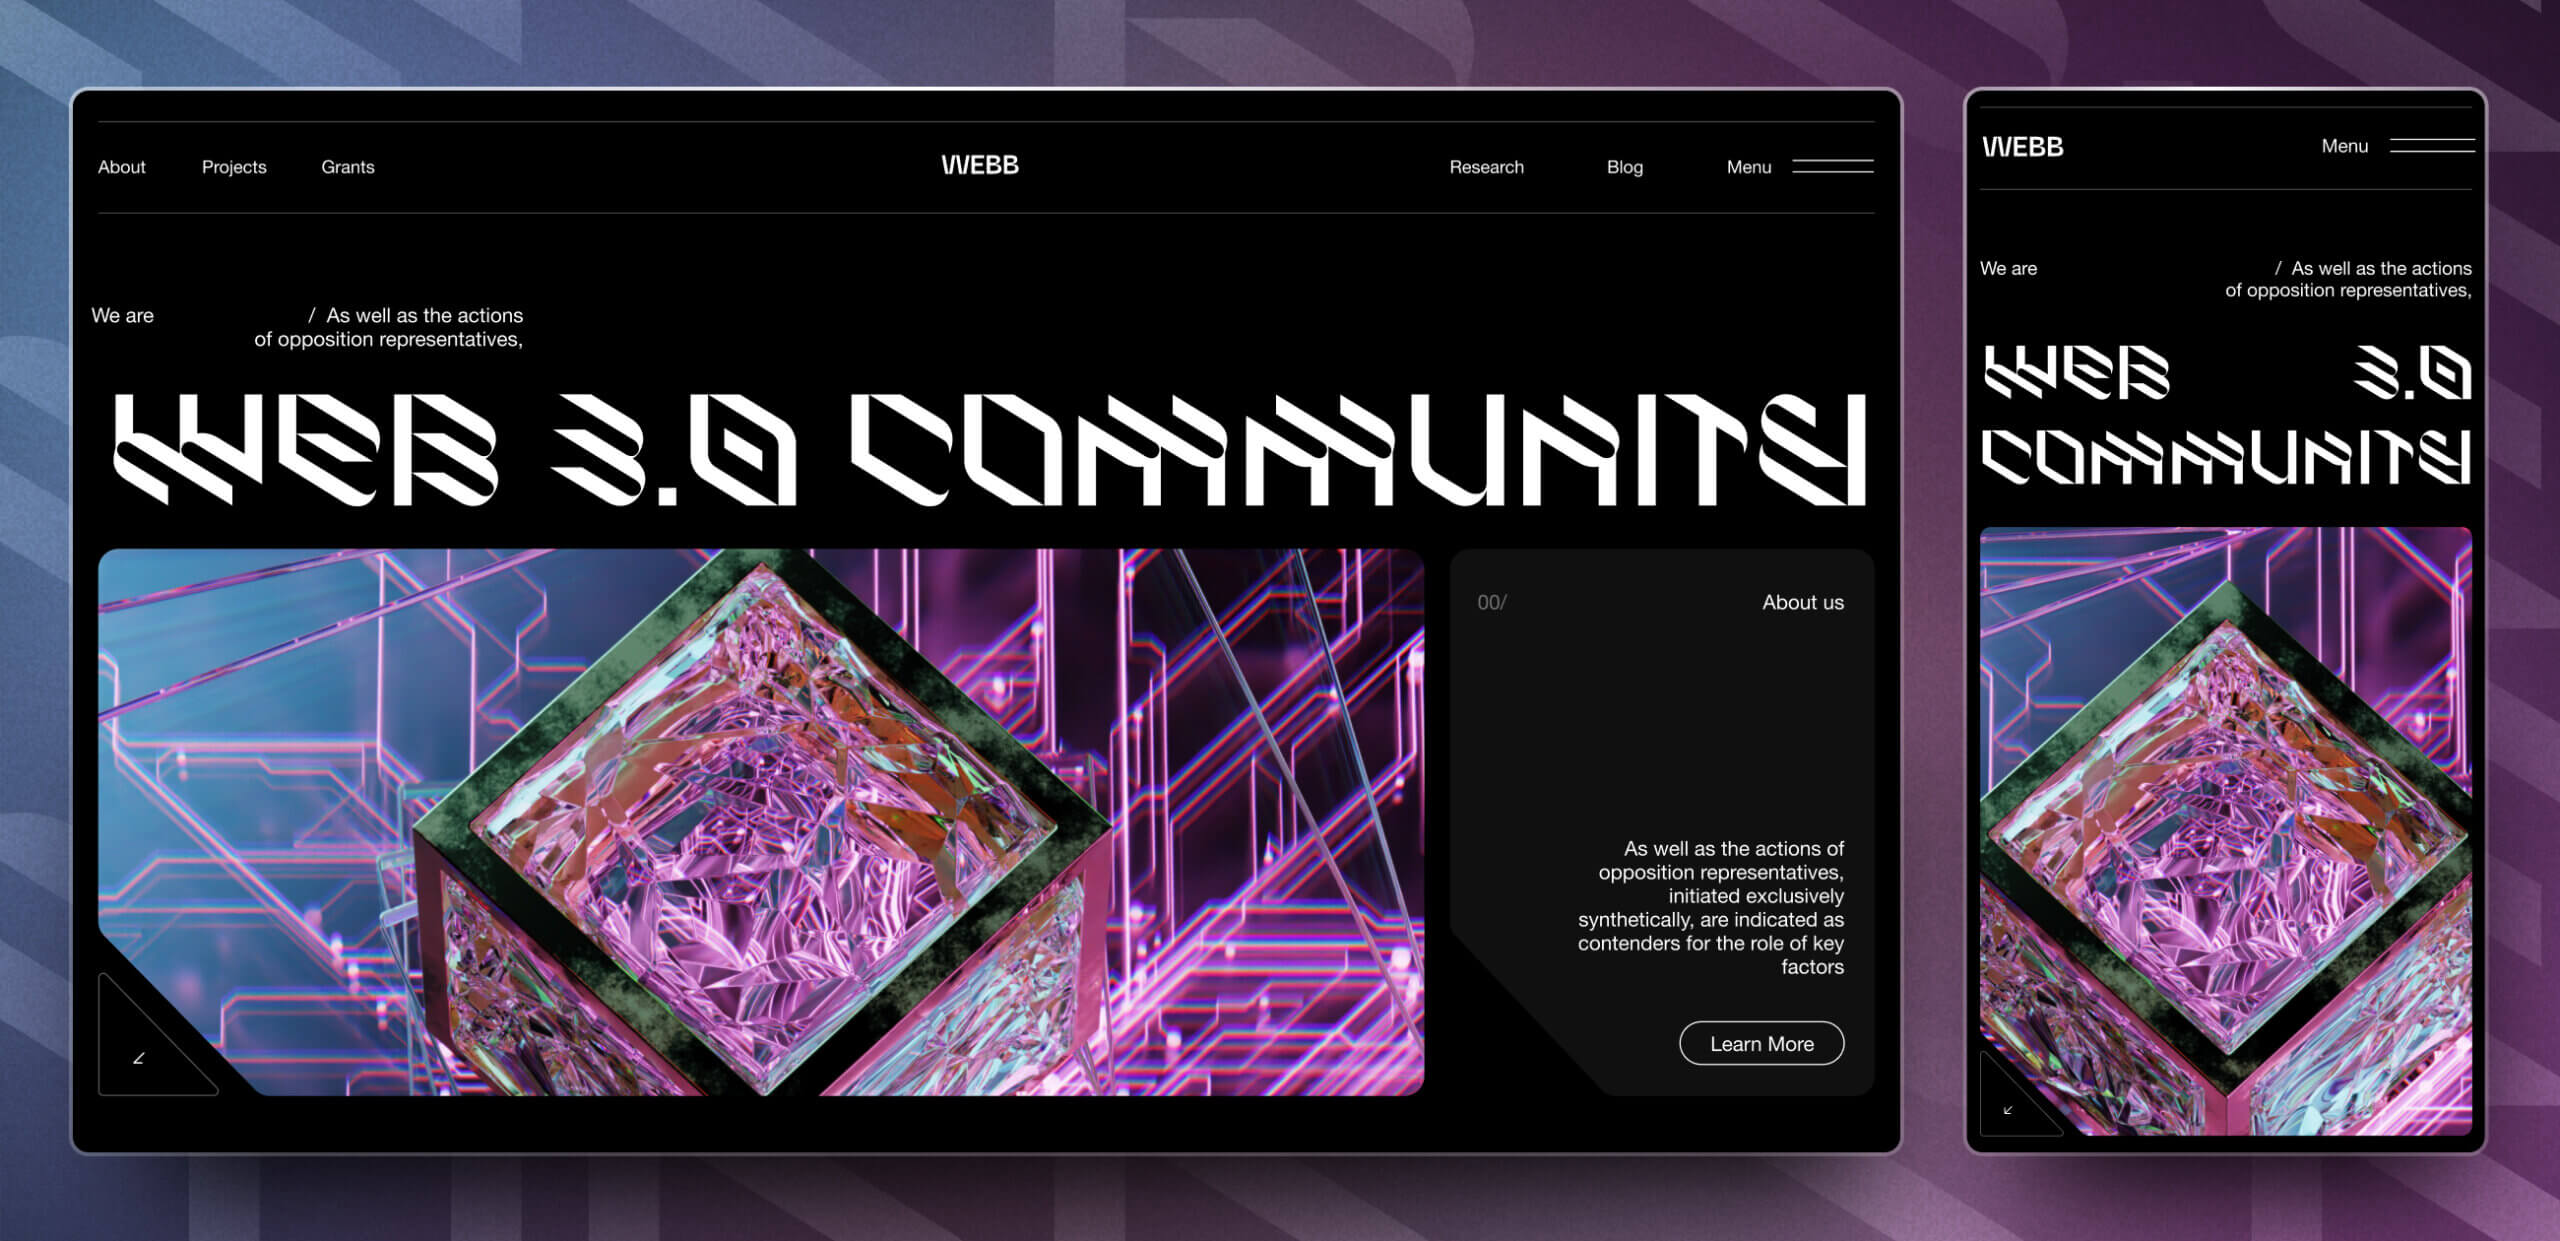 About Projects Grants WEBB Research Blog Menu
We are / As well as the actions
of opposition representatives,
WEB 3.0 COMMUNITY
00/ About us
As well as the actions of
opposition representatives,
initiated exclusively
synthetically, are indicated as
contenders for the role of key
factors
Learn More
WEBB Menu
We are / As well as the actions
of opposition representatives,
WEB 3.0
COMMUNITY